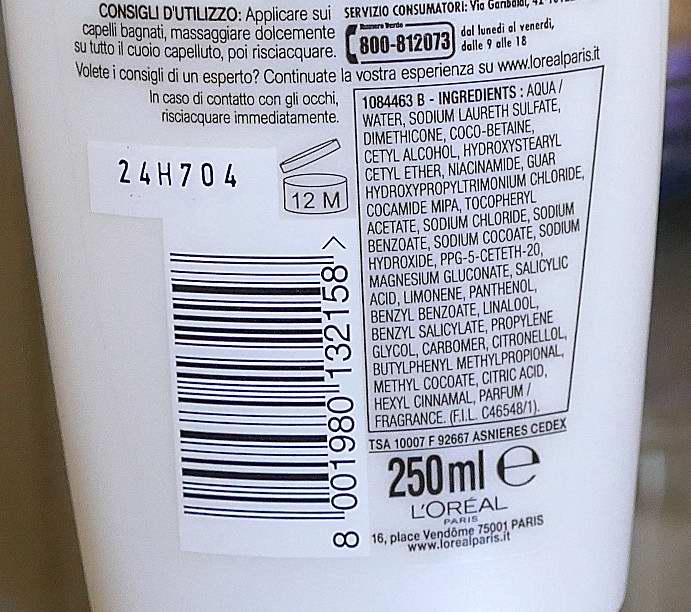 CONSIGLI D'UTILIZZO: Applicare sui
capelli bagnati, massaggiare dolcemente
su tutto il cuoio capelluto, poi risciacquare.
SERVIZIO CONSUMATORI: Via Garibaldi, 42
Numero Verde
800-812073
dal lunedì al venerdì,
dalle 9 alle 18
Volete i consigli di un esperto? Continuate la vostra esperienza su www.lorealparis.it
In caso di contatto con gli occhi,
risciacquare immediatamente.
24H704
12 M
1084463 B - INGREDIENTS : AQUA /
WATER, SODIUM LAURETH SULFATE,
DIMETHICONE, COCO-BETAINE,
CETYL ALCOHOL, HYDROXYSTEARYL
CETYL ETHER, NIACINAMIDE, GUAR
HYDROXYPROPYLTRIMONIUM CHLORIDE,
COCAMIDE MIPA, TOCOPHERYL
ACETATE, SODIUM CHLORIDE, SODIUM
BENZOATE, SODIUM COCOATE, SODIUM
HYDROXIDE, PPG-5-CETETH-20,
MAGNESIUM GLUCONATE, SALICYLIC
ACID, LIMONENE, PANTHENOL,
BENZYL BENZOATE, LINALOOL,
BENZYL SALICYLATE, PROPYLENE
GLYCOL, CARBOMER, CITRONELLOL,
BUTYLPHENYL METHYLPROPIONAL,
METHYL COCOATE, CITRIC ACID,
HEXYL CINNAMAL, PARFUM /
FRAGRANCE. (F.I.L. C46548/1).
8 001980 132158 >
TSA 10007 F 92667 ASNIERES CEDEX
250 ml e
L'ORÉAL
PARIS
16, place Vendôme 75001 PARIS
www.lorealparis.it